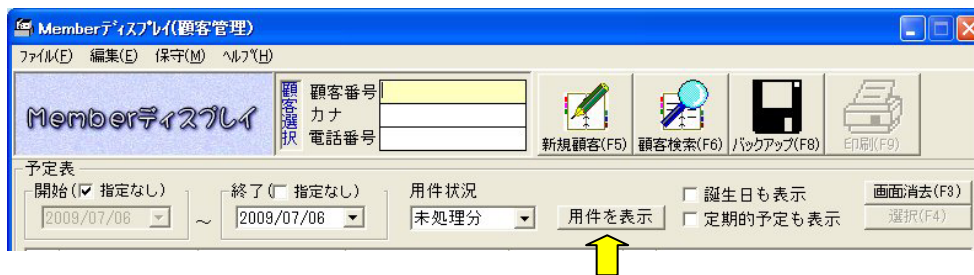 Memberﾃﾞｨｽﾌﾟﾚｲ(顧客管理)
ﾌｧｲﾙ(F) 編集(E) 保守(M) ﾍﾙﾌﾟ(H)
Memberディスプレイ
顧客選択
顧客番号
カナ
電話番号
新規顧客(F5) 顧客検索(F6) バックアップ(F8) 印刷(F9)
予定表
開始(☑ 指定なし) 終了(☐ 指定なし) 用件状況 ☐ 誕生日も表示 画面消去(F3)
2009/07/06 ～ 2009/07/06 未処理分 用件を表示 ☐ 定期的予定も表示 選択(F4)